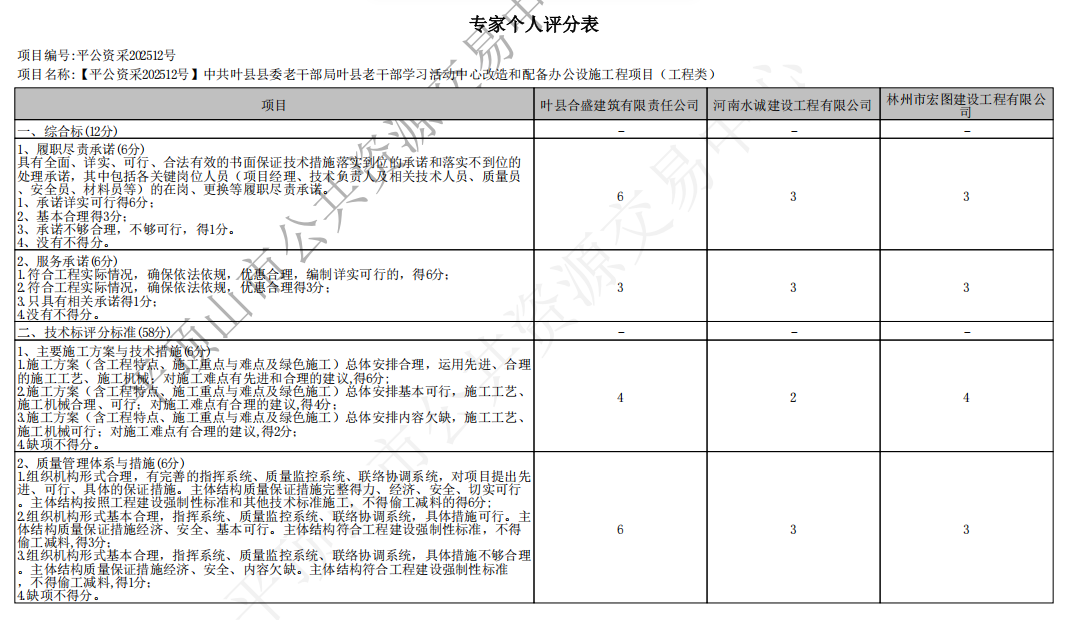 专家个人评分表
项目编号:平公资采202512号
项目名称:【平公资采202512号】中共叶县县委老干部局叶县老干部学习活动中心改造和配备办公设施工程项目（工程类）
项目 叶县合盛建筑有限责任公司 河南水诚建设工程有限公司 林州市宏图建设工程有限公
司
一、综合标(12分) – – –
1、履职尽责承诺(6分)
具有全面、详实、可行、合法有效的书面保证技术措施落实到位的承诺和落实不到位的
处理承诺，其中包括各关键岗位人员（项目经理、技术负责人及相关技术人员、质量员
、安全员、材料员等）的在岗、更换等履职尽责承诺。
1、承诺详实可行得6分；
2、基本合理得3分；
3、承诺不够合理，不够可行，得1分。
4、没有不得分。
6 3 3
2、服务承诺(6分)
1.符合工程实际情况，确保依法依规，优惠合理，编制详实可行的，得6分；
2.符合工程实际情况，确保依法依规，优惠合理得3分；
3.只具有相关承诺得1分；
4.没有不得分。
3 3 3
二、技术标评分标准(58分) – – –
1、主要施工方案与技术措施(6分)
1.施工方案（含工程特点、施工重点与难点及绿色施工）总体安排合理，运用先进、合理
的施工工艺、施工机械；对施工难点有先进和合理的建议,得6分；
2.施工方案（含工程特点、施工重点与难点及绿色施工）总体安排基本可行，施工工艺、
施工机械合理、可行；对施工难点有合理的建议,得4分；
3.施工方案（含工程特点、施工重点与难点及绿色施工）总体安排内容欠缺，施工工艺、
施工机械可行；对施工难点有合理的建议,得2分；
4.缺项不得分。
4 2 4
2、质量管理体系与措施(6分)
1.组织机构形式合理，有完善的指挥系统、质量监控系统、联络协调系统，对项目提出先
进、可行、具体的保证措施。主体结构质量保证措施完整得力、经济、安全、切实可行
。主体结构按照工程建设强制性标准和其他技术标准施工，不得偷工减料的得6分；
2.组织机构形式基本合理，指挥系统、质量监控系统、联络协调系统，具体措施可行。主
体结构质量保证措施经济、安全、基本可行。主体结构符合工程建设强制性标准，不得
偷工减料,得3分；
3.组织机构形式基本合理，指挥系统、质量监控系统、联络协调系统，具体措施不够合理
。主体结构质量保证措施经济、安全、内容欠缺。主体结构符合工程建设强制性标准
，不得偷工减料,得1分；
4.缺项不得分。
6 3 3
平顶山市公共资源交易中
平顶山市公共资源交易中心